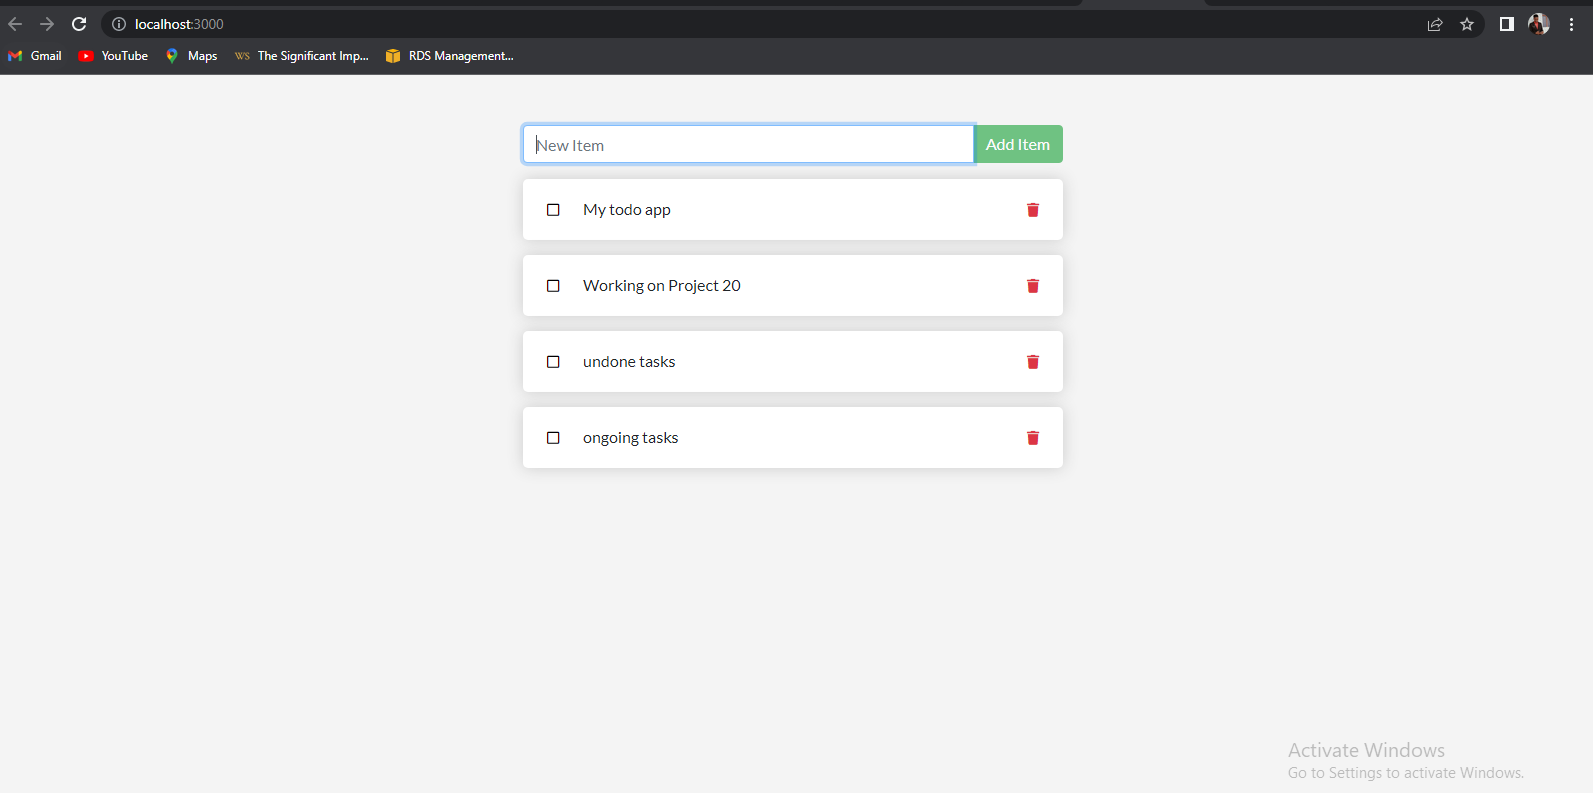 localhost:3000
Gmail YouTube Maps WS The Significant Imp... RDS Management...
New Item Add Item
My todo app
Working on Project 20
undone tasks
ongoing tasks
Activate Windows
Go to Settings to activate Windows.